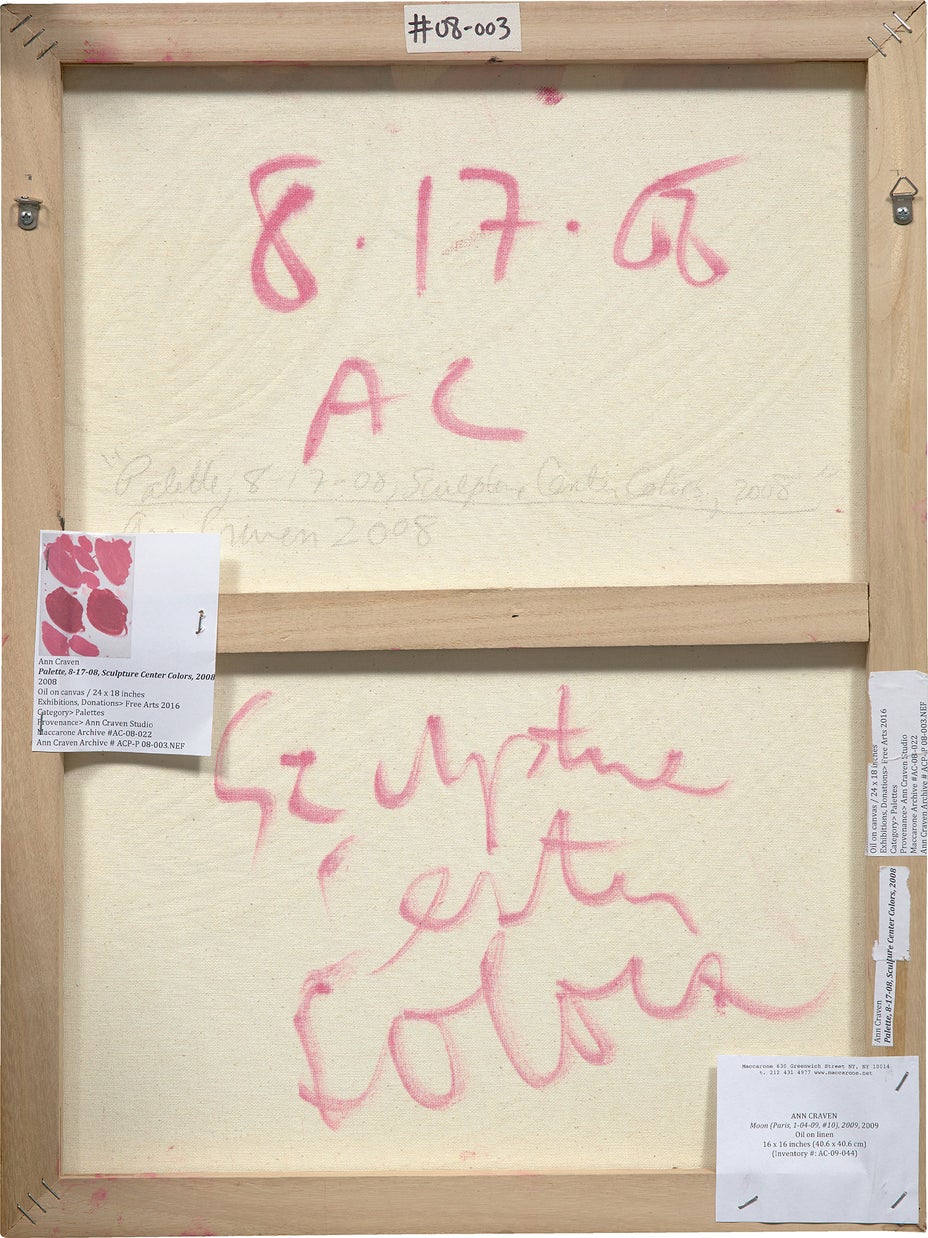 #08-003
8·17·08
AC
"Palette, 8-17-08, Sculpture Center Colors, 2008"
Ann Craven 2008
Ann Craven
Palette, 8-17-08, Sculpture Center Colors, 2008
2008
Oil on canvas / 24 x 18 inches
Exhibitions, Donations> Free Arts 2016
Category> Palettes
Provenance> Ann Craven Studio
Maccarone Archive #AC-08-022
Ann Craven Archive # ACP-P 08-003.NEF
Sculpture
Center
Colors
Oil on canvas / 24 x 18 inches
Exhibitions, Donations> Free Arts 2016
Category> Palettes
Provenance> Ann Craven Studio
Maccarone Archive #AC-08-022
Ann Craven Archive # ACP-P 08-003.NEF
Ann Craven
Palette, 8-17-08, Sculpture Center Colors, 2008
Maccarone 630 Greenwich Street NY, NY 10014
t. 212 431 4977 www.maccarone.net
ANN CRAVEN
Moon (Paris, 1-04-09, #10), 2009, 2009
Oil on linen
16 x 16 inches (40.6 x 40.6 cm)
(Inventory #: AC-09-044)